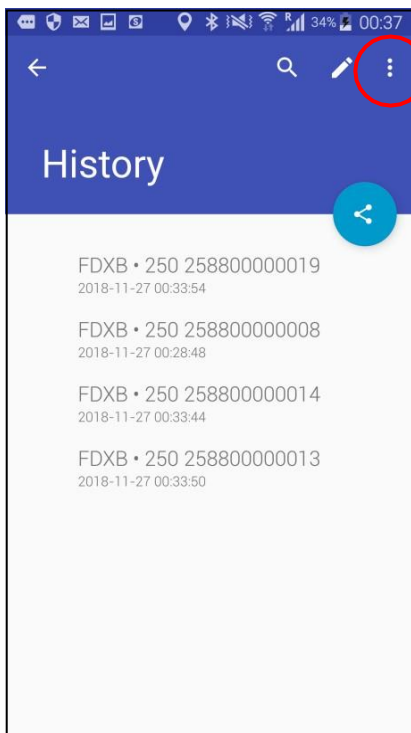 R 34% 00:37
History
FDXB • 250 258800000019
2018-11-27 00:33:54
FDXB • 250 258800000008
2018-11-27 00:28:48
FDXB • 250 258800000014
2018-11-27 00:33:44
FDXB • 250 258800000013
2018-11-27 00:33:50